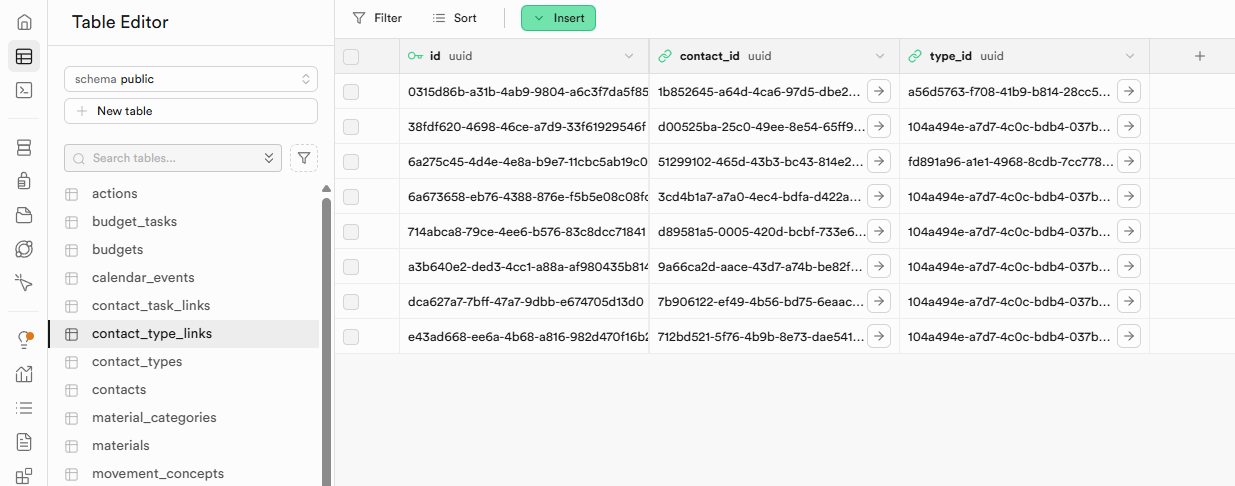 Table Editor
Filter Sort Insert
schema public
New table
Search tables...
actions
budget_tasks
budgets
calendar_events
contact_task_links
contact_type_links
contact_types
contacts
material_categories
materials
movement_concepts
id uuid contact_id uuid type_id uuid
0315d86b-a31b-4ab9-9804-a6c3f7da5f85 1b852645-a64d-4ca6-97d5-dbe2... a56d5763-f708-41b9-b814-28cc5...
38fdf620-4698-46ce-a7d9-33f61929546f d00525ba-25c0-49ee-8e54-65ff9... 104a494e-a7d7-4c0c-bdb4-037b...
6a275c45-4d4e-4e8a-b9e7-11cbc5ab19c0 51299102-465d-43b3-bc43-814e2... fd891a96-a1e1-4968-8cdb-7cc778...
6a673658-eb76-4388-876e-f5b5e08c08fc 3cd4b1a7-a7a0-4ec4-bdfa-d422a... 104a494e-a7d7-4c0c-bdb4-037b...
714abca8-79ce-4ee6-b576-83c8dcc71841 d89581a5-0005-420d-bcbf-733e6... 104a494e-a7d7-4c0c-bdb4-037b...
a3b640e2-ded3-4cc1-a88a-af980435b814 9a66ca2d-aace-43d7-a74b-be82f... 104a494e-a7d7-4c0c-bdb4-037b...
dca627a7-7bff-47a7-9dbb-e674705d13d0 7b906122-ef49-4b56-bd75-6eaac... 104a494e-a7d7-4c0c-bdb4-037b...
e43ad668-ee6a-4b68-a816-982d470f16b2 712bd521-5f76-4b9b-8e73-dae541... 104a494e-a7d7-4c0c-bdb4-037b...